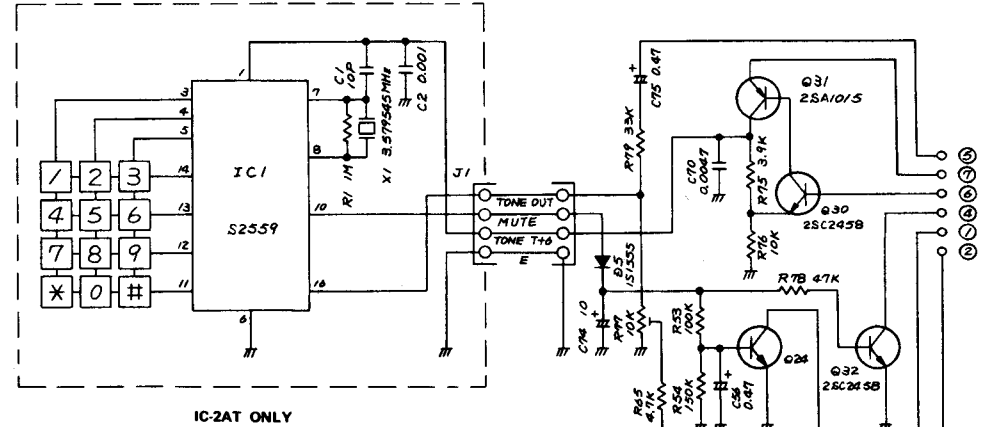 1
3
4
5
14
13
12
11
7
8
10
16
6
IC1
S2559
1 2 3
4 5 6
7 8 9
* 0 #
C1
10P
C2 0.001
R1 1M
X1 3.579545MHz
J1
TONE OUT
MUTE
TONE T+6
E
IC-2AT ONLY
+
C75 0.47
R79 33K
C70
0.0047
R75 3.9K
R76
10K
Q31
2SA1015
Q30
2SC2458
D5
1S1555
+
C74 10
R77
10K
R65
4.7K
R53
100K
R54
150K
+
C56
0.47
R78 47K
Q24
Q32
2SC2458
5
7
6
4
1
2